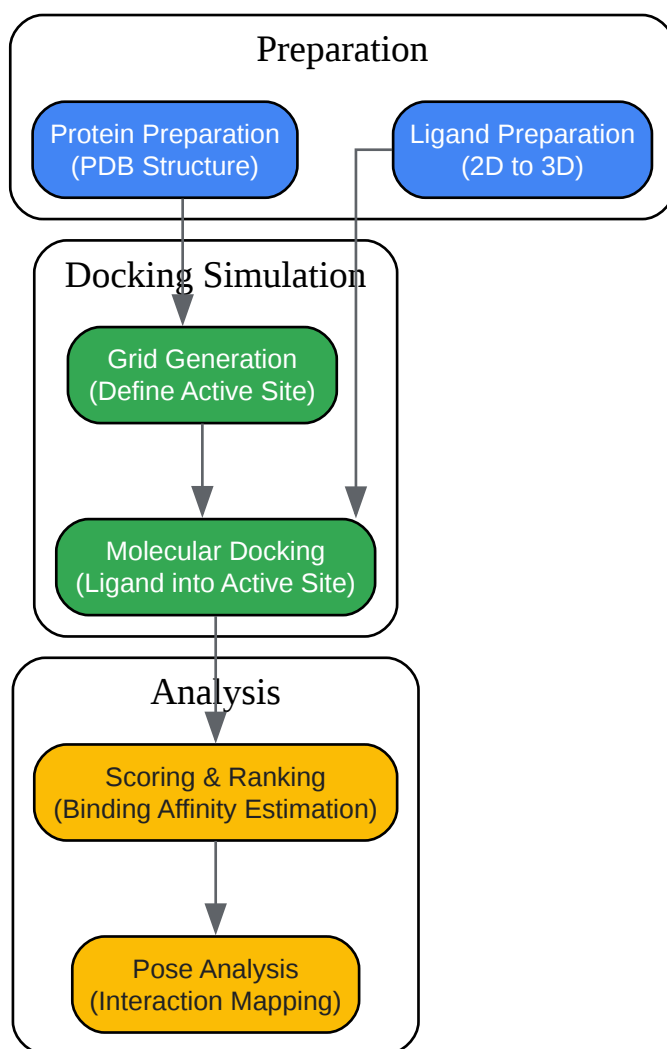 Preparation
Protein Preparation
(PDB Structure)
Ligand Preparation
(2D to 3D)
Docking Simulation
Grid Generation
(Define Active Site)
Molecular Docking
(Ligand into Active Site)
Analysis
Scoring & Ranking
(Binding Affinity Estimation)
Pose Analysis
(Interaction Mapping)